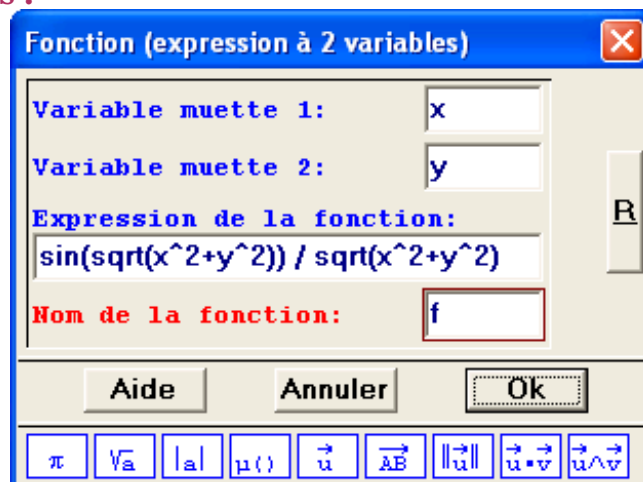 Fonction (expression à 2 variables)
Variable muette 1: x
Variable muette 2: y
R
Expression de la fonction:
sin(sqrt(x^2+y^2)) / sqrt(x^2+y^2)
Nom de la fonction: f
Aide Annuler Ok
π √a |a| μ() u⃗ A⃗B⃗ ‖u⃗‖ u⃗•v⃗ u⃗∧v⃗